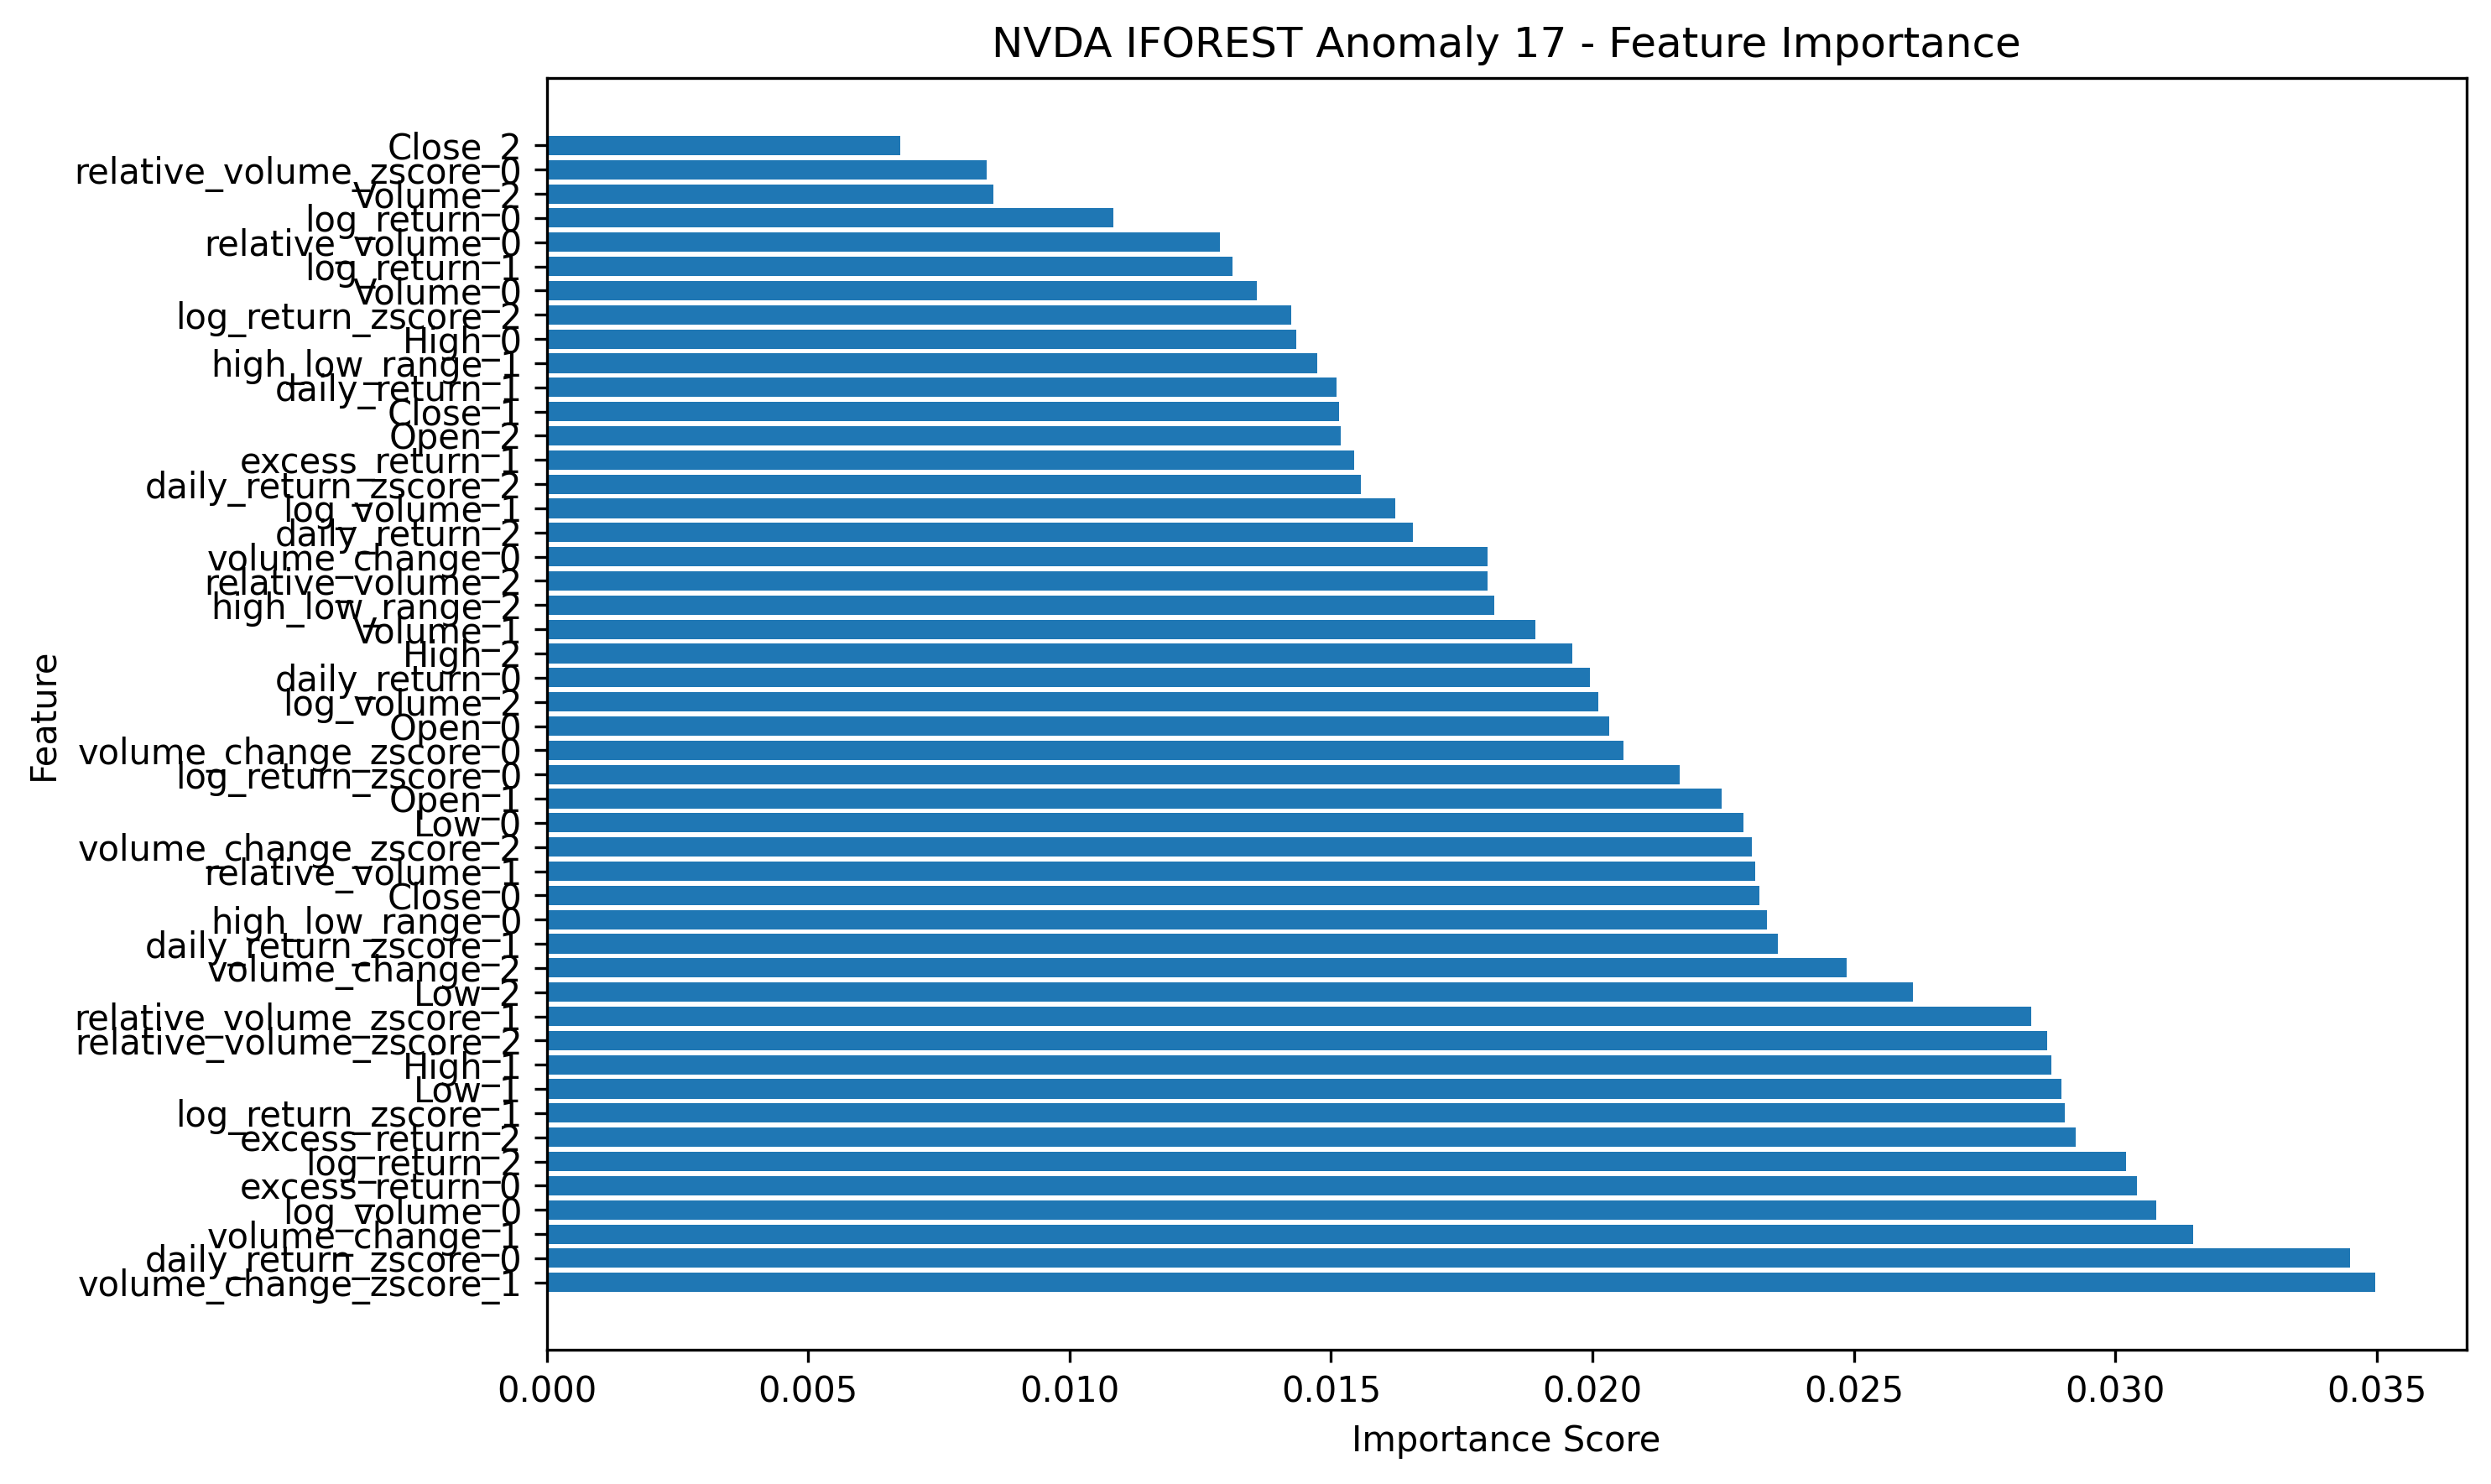 NVDA IFOREST Anomaly 17 - Feature Importance
Close_2
relative_volume_zscore_0
Volume_2
log_return_0
relative_volume_0
log_return_1
Volume_0
log_return_zscore_2
High_0
high_low_range_1
daily_return_1
Close_1
Open_2
excess_return_1
daily_return_zscore_2
log_volume_1
daily_return_2
volume_change_0
relative_volume_2
high_low_range_2
Volume_1
High_2
daily_return_0
log_volume_2
Open_0
volume_change_zscore_0
log_return_zscore_0
Open_1
Low_0
volume_change_zscore_2
relative_volume_1
Close_0
high_low_range_0
daily_return_zscore_1
volume_change_2
Low_2
relative_volume_zscore_1
relative_volume_zscore_2
High_1
Low_1
log_return_zscore_1
excess_return_2
log_return_2
excess_return_0
log_volume_0
volume_change_1
daily_return_zscore_0
volume_change_zscore_1
Feature
0.000 0.005 0.010 0.015 0.020 0.025 0.030 0.035
Importance Score